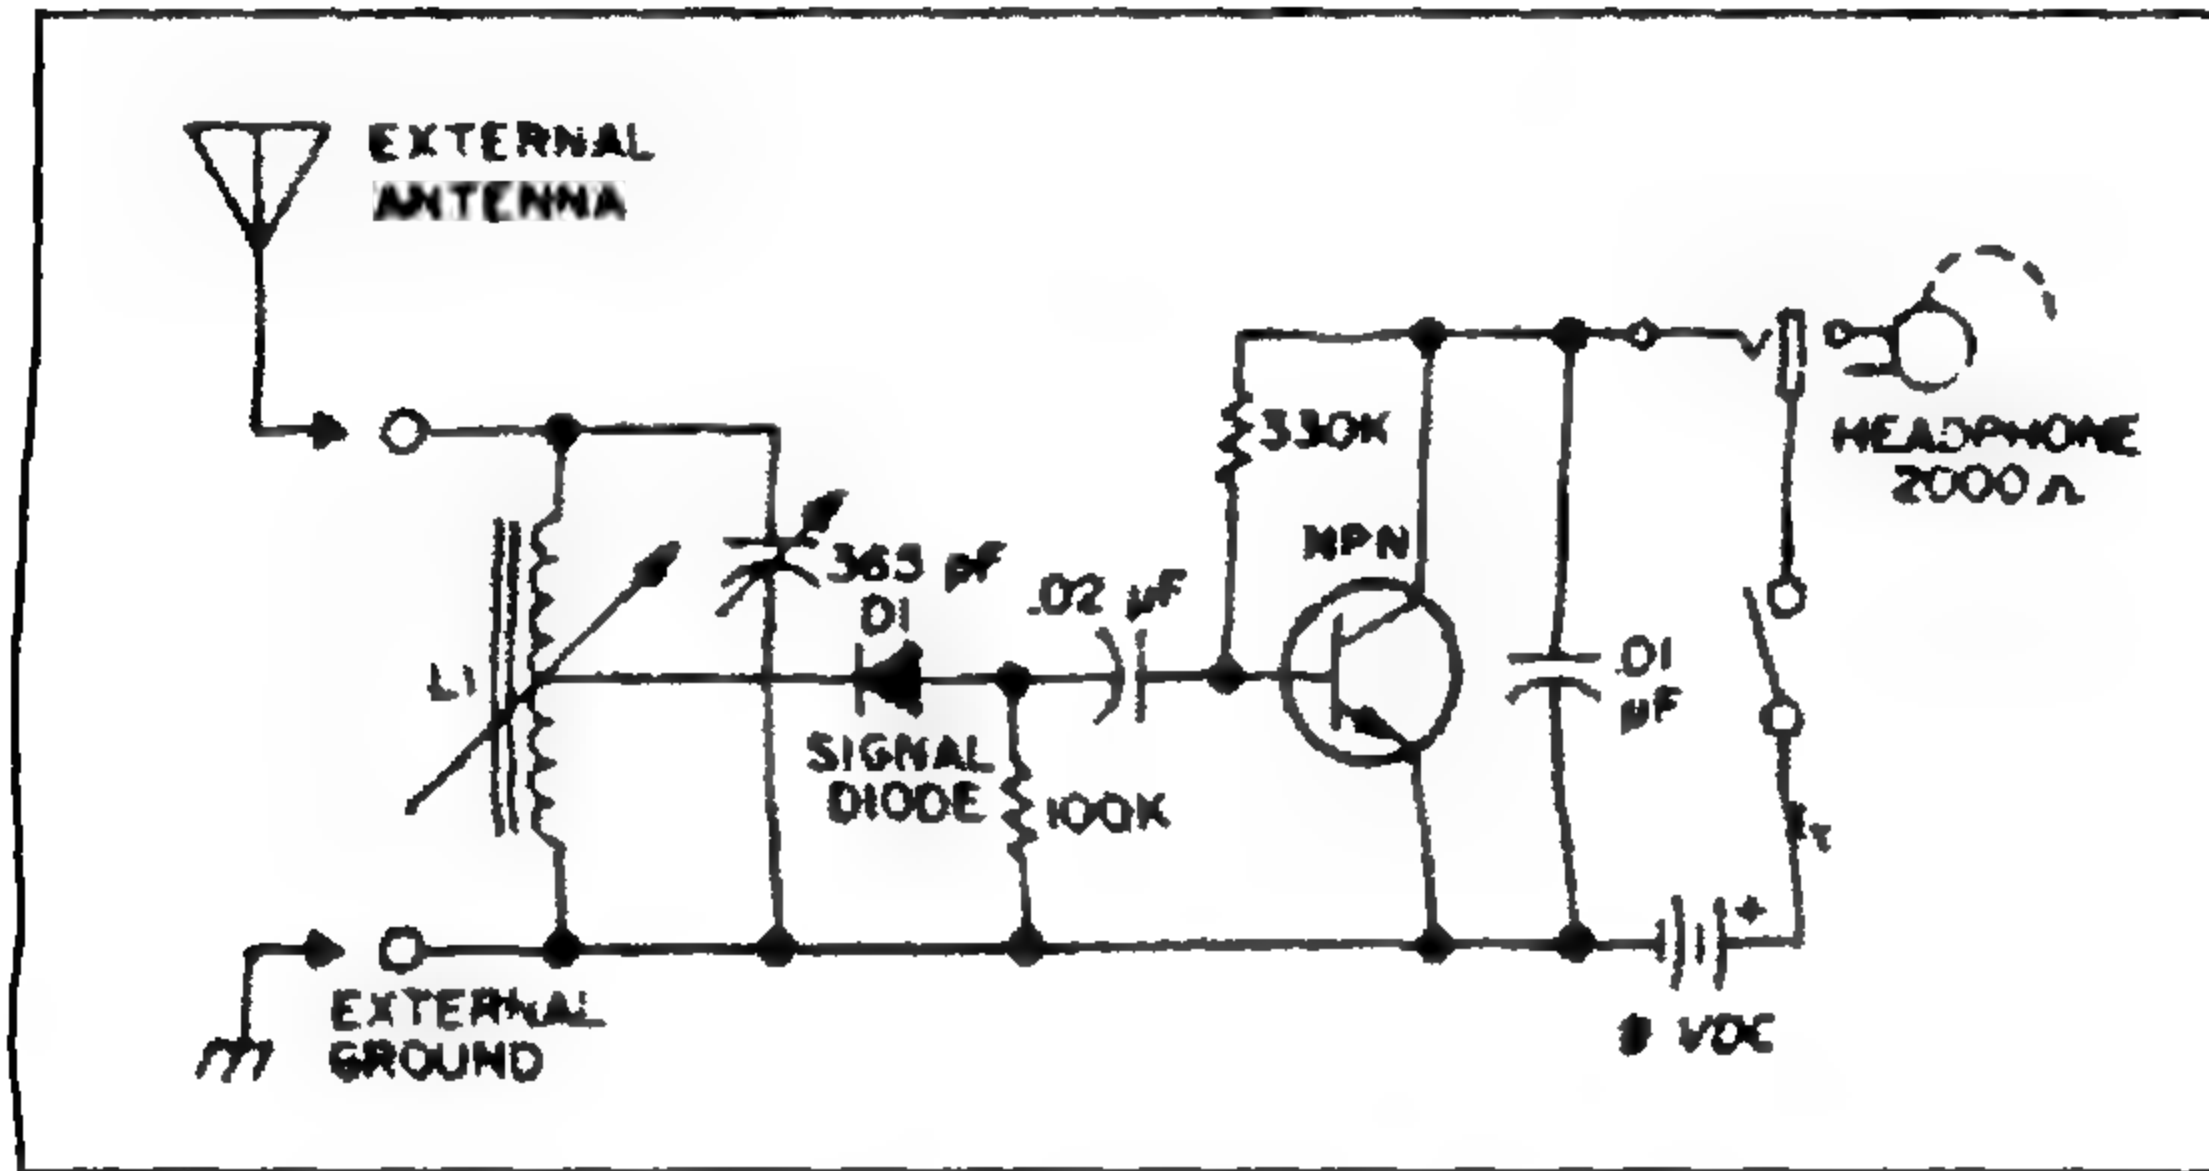 EXTERNAL
ANTENNA
330K
HEADPHONE
2000 Ω
NPN
365 pF
D1
.02 µF
L1
.01
µF
SIGNAL
DIODE
100K
+
EXTERNAL
GROUND
VDC